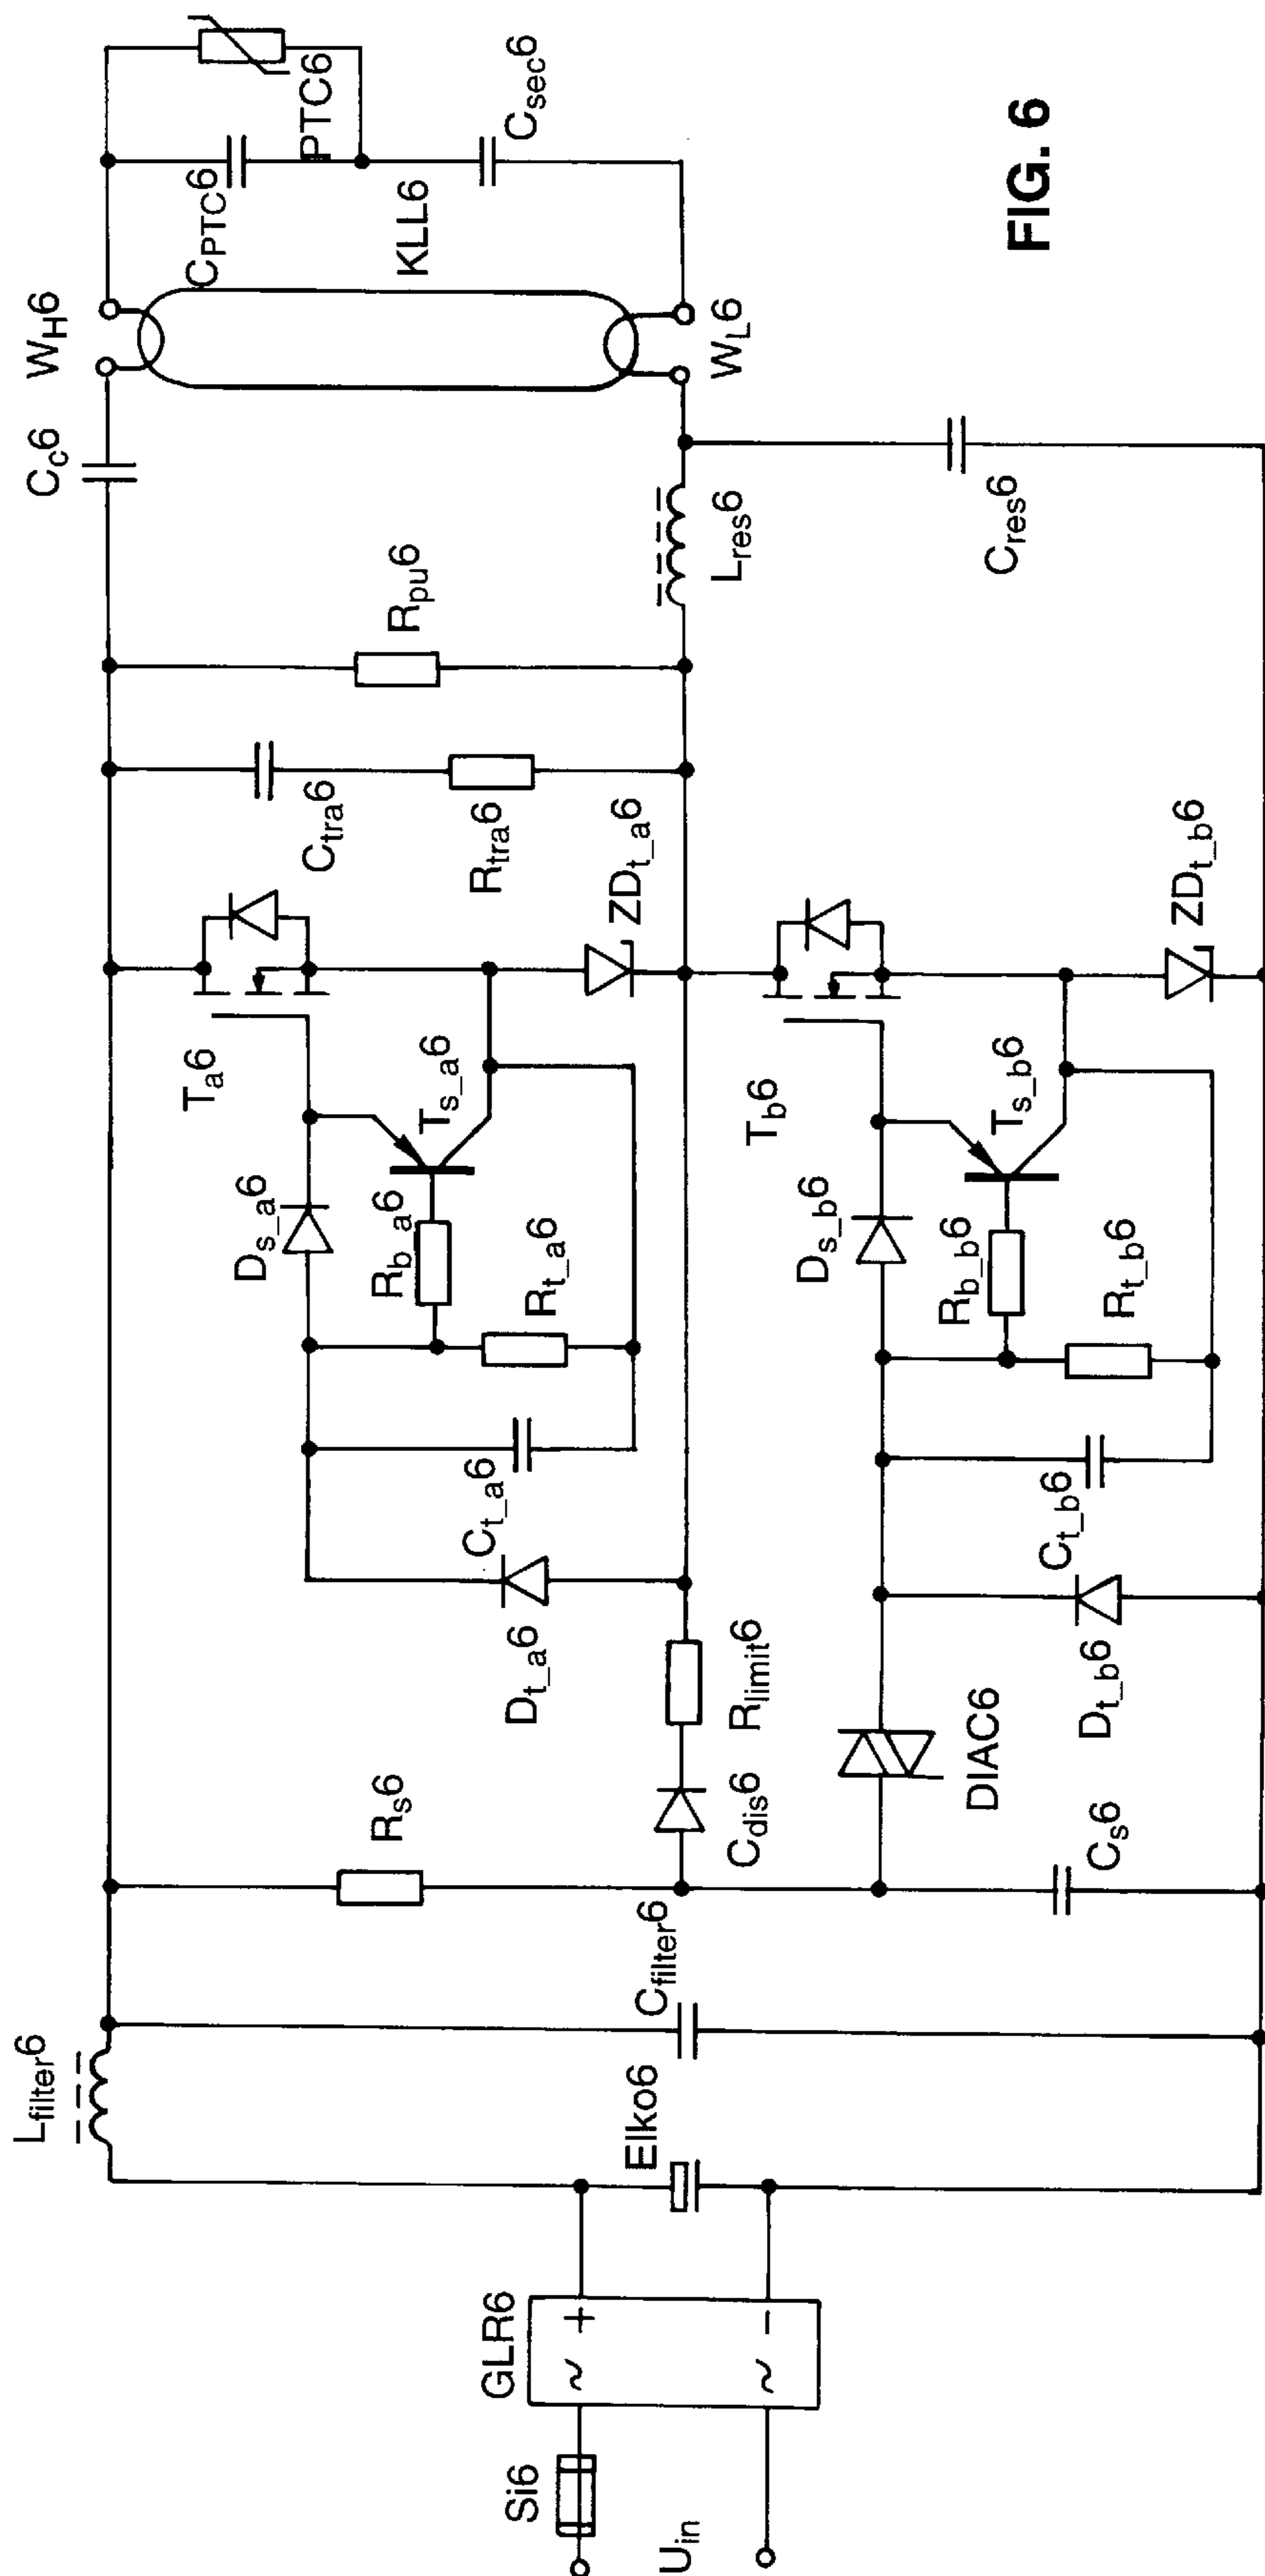 FIG. 6
U_in
Si6
GLR6
~ +
~ −
Elko6
L_filter6
C_filter6
R_s6
C_dis6
R_limit6
C_s6
DIAC6
D_t_a6
D_t_b6
C_t_a6
C_t_b6
R_t_a6
R_t_b6
R_b_a6
R_b_b6
D_s_a6
D_s_b6
T_s_a6
T_s_b6
T_a6
T_b6
ZD_t_a6
ZD_t_b6
C_tra6
R_tra6
R_pu6
L_res6
C_res6
C_c6
W_H6
W_L6
KLL6
C_PTC6
PTC6
C_sec6